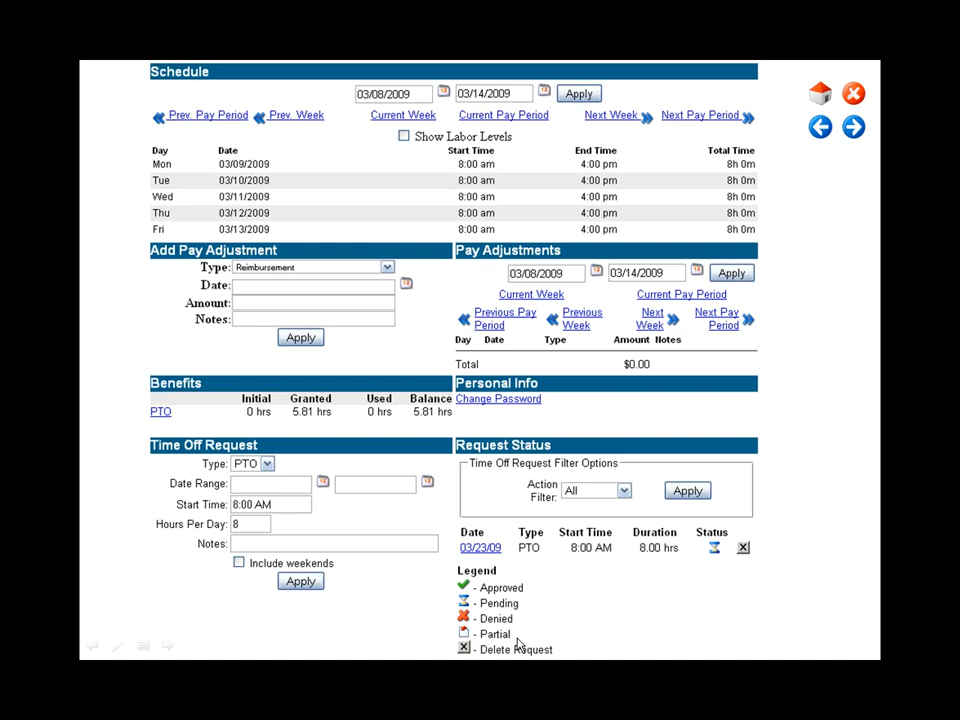 Schedule
03/08/2009 03/14/2009 Apply
Prev. Pay Period Prev. Week Current Week Current Pay Period Next Week Next Pay Period
Show Labor Levels
Day Date Start Time End Time Total Time
Mon 03/09/2009 8:00 am 4:00 pm 8h 0m
Tue 03/10/2009 8:00 am 4:00 pm 8h 0m
Wed 03/11/2009 8:00 am 4:00 pm 8h 0m
Thu 03/12/2009 8:00 am 4:00 pm 8h 0m
Fri 03/13/2009 8:00 am 4:00 pm 8h 0m
Add Pay Adjustment
Type: Reimbursement
Date:
Amount:
Notes:
Apply
Pay Adjustments
03/08/2009 03/14/2009 Apply
Current Week Current Pay Period
Previous Pay Previous Next Next Pay
Period Week Week Period
Day Date Type Amount Notes
Total $0.00
Benefits
Initial Granted Used Balance
PTO 0 hrs 5.81 hrs 0 hrs 5.81 hrs
Personal Info
Change Password
Time Off Request
Type: PTO
Date Range:
Start Time: 8:00 AM
Hours Per Day: 8
Notes:
Include weekends
Apply
Request Status
Time Off Request Filter Options
Action
Filter: All Apply
Date Type Start Time Duration Status
03/23/09 PTO 8:00 AM 8.00 hrs
Legend
- Approved
- Pending
- Denied
- Partial
- Delete Request